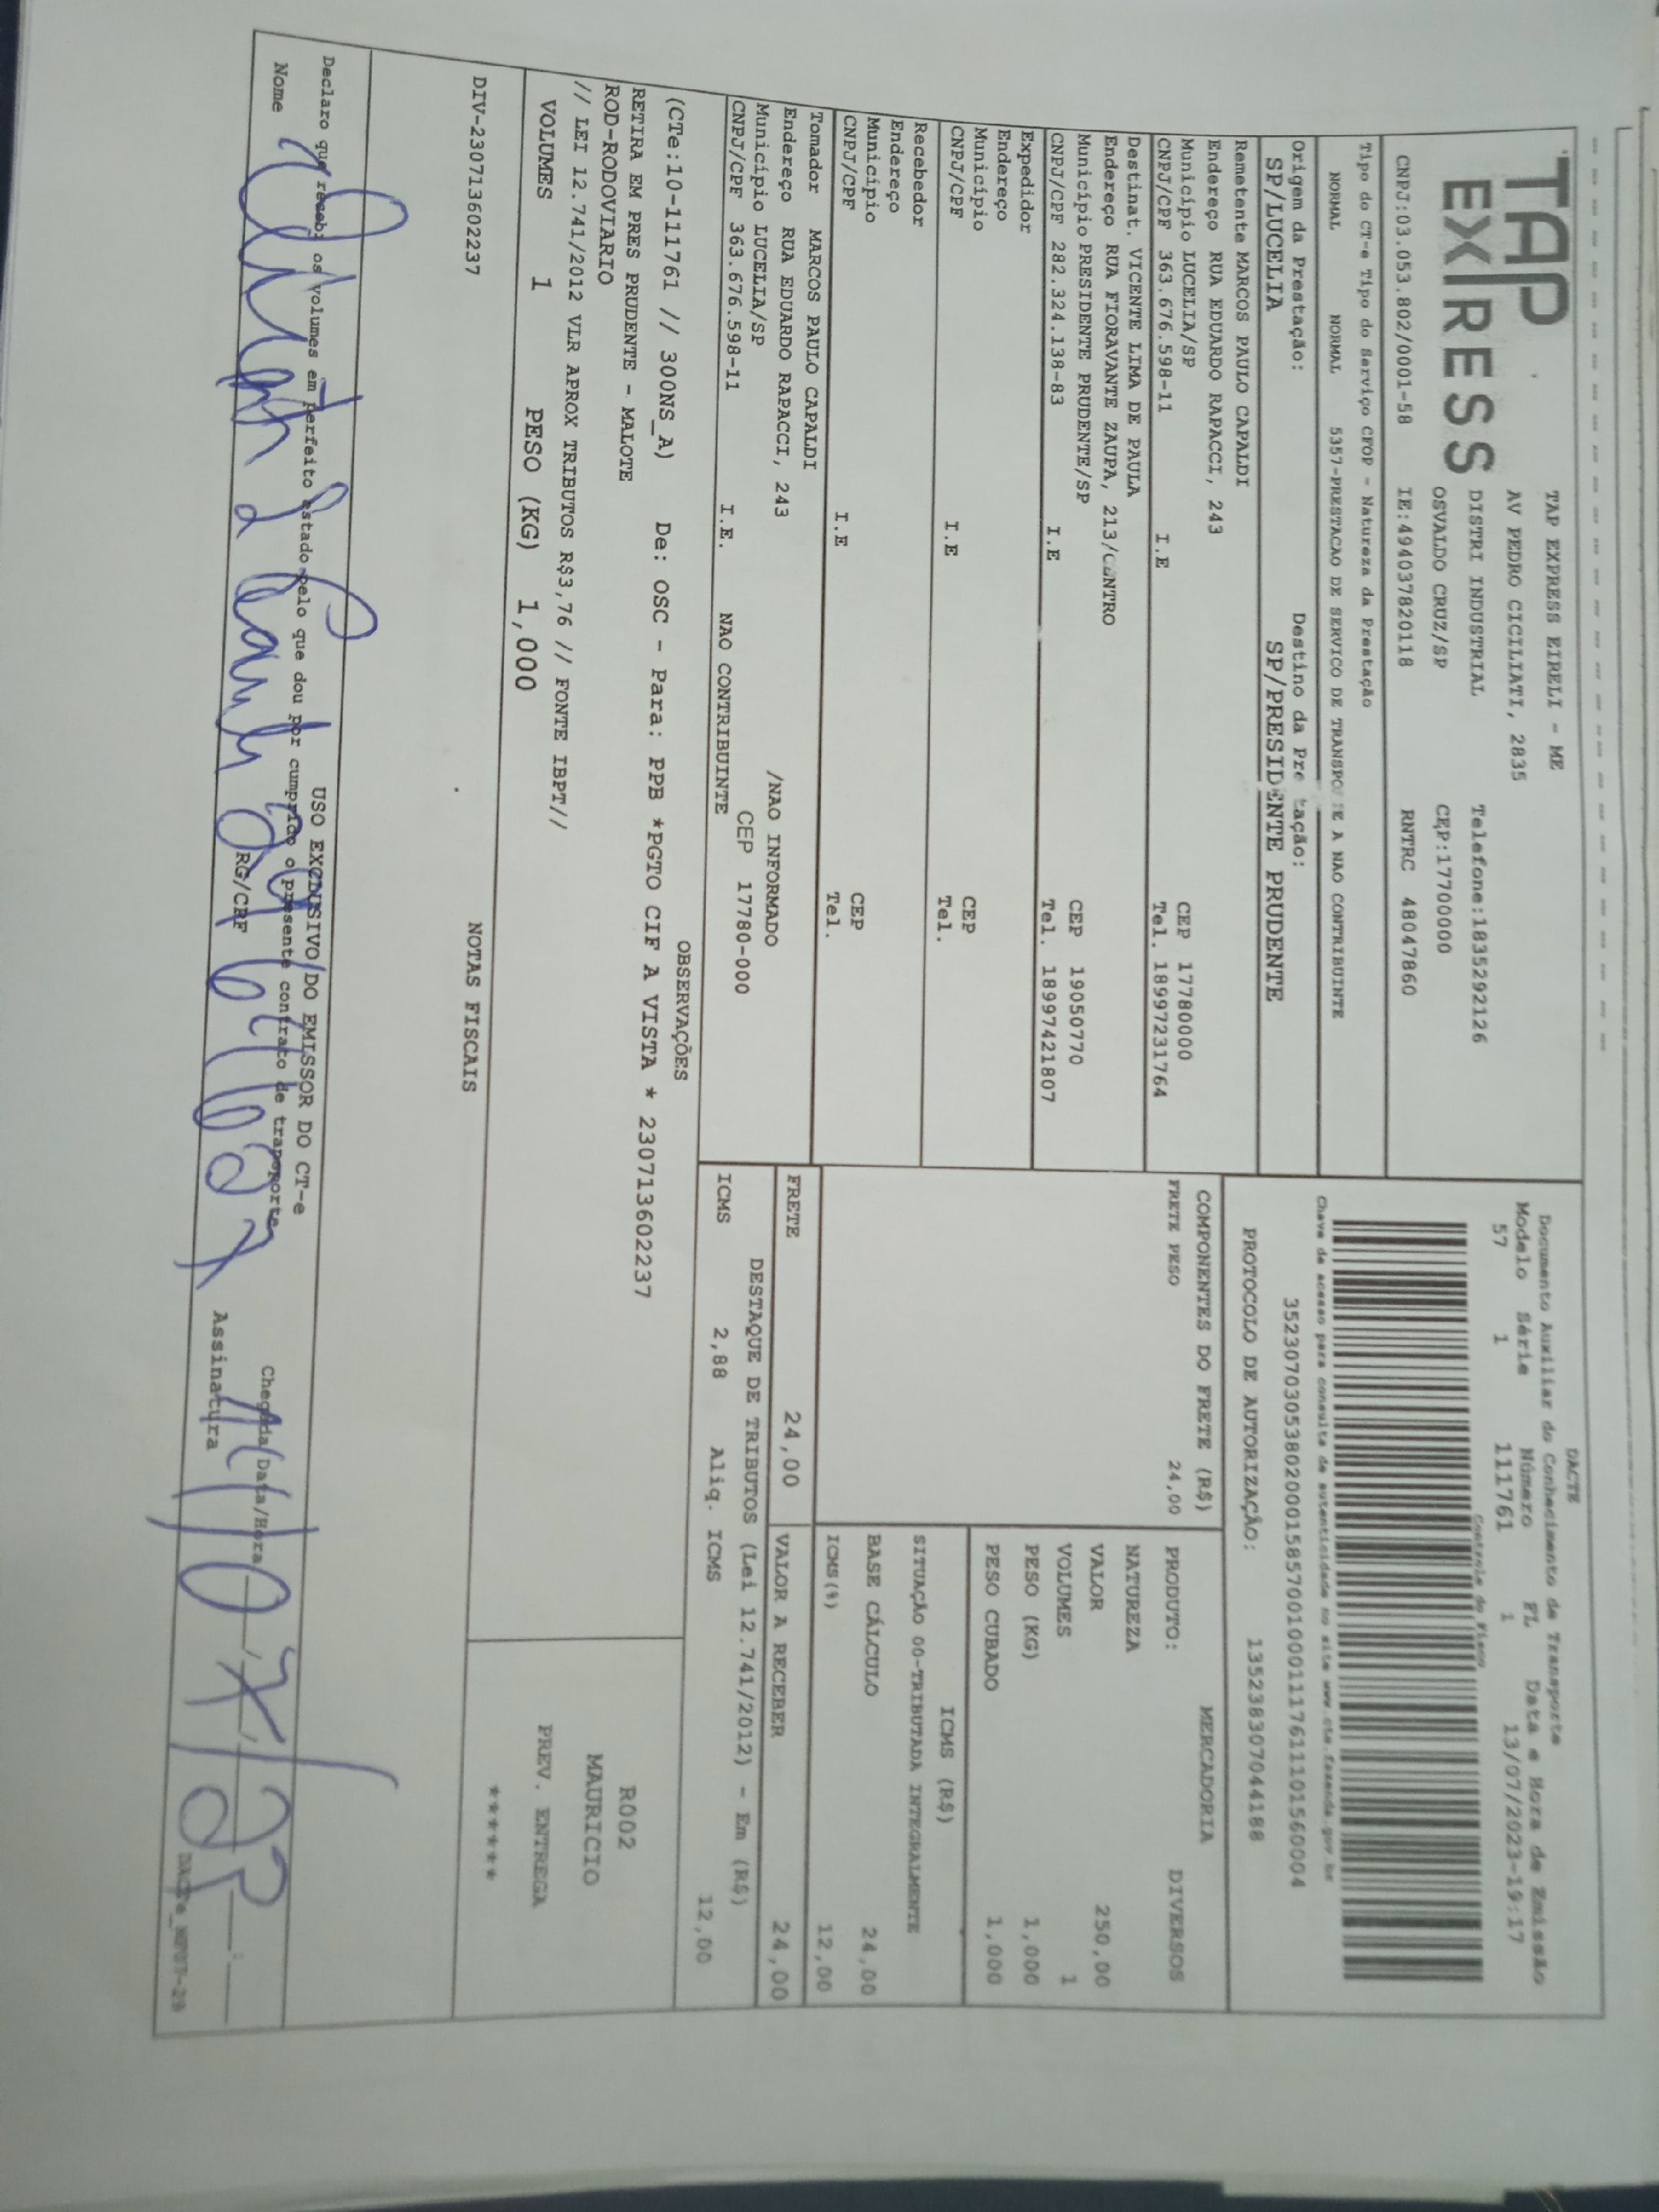 TAP
EXPRESS
TAP EXPRESS EIRELI - ME
AV PEDRO CICILIATI, 2835
DISTRI INDUSTRIAL Telefone:1835292126
OSVALDO CRUZ/SP CEP:17700000
CNPJ:03.053.802/0001-58 IE:494037820118 RNTRC 48047860
DACTE
Documento Auxiliar do Conhecimento de Transporte
Modelo Série Número FL Data e Hora de Emissão
57 1 111761 1 13/07/2023-19:17
Controle do Fisco
Chave de acesso para consulta de autenticidade no site www.cte.fazenda.gov.br
35230703053802000158570010001117611101560004
PROTOCOLO DE AUTORIZAÇÃO: 135238307044188
Tipo do CT-e Tipo do Serviço CFOP - Natureza da Prestação
NORMAL NORMAL 5357-PRESTACAO DE SERVICO DE TRANSPORTE A NAO CONTRIBUINTE
Origem da Prestação: Destino da Prestação:
SP/LUCELIA SP/PRESIDENTE PRUDENTE
Remetente MARCOS PAULO CAPALDI
Endereço RUA EDUARDO RAPACCI, 243
Município LUCELIA/SP CEP 17780000
CNPJ/CPF 363.676.598-11 I.E Tel. 18997231764
Destinat. VICENTE LIMA DE PAULA
Endereço RUA FIORAVANTE ZAUPA, 213/CENTRO
Município PRESIDENTE PRUDENTE/SP CEP 19050770
CNPJ/CPF 282.324.138-83 I.E Tel. 18997421807
Expedidor
Endereço
Município CEP
CNPJ/CPF I.E Tel.
Recebedor
Endereço
Município CEP
CNPJ/CPF I.E Tel.
Tomador MARCOS PAULO CAPALDI
Endereço RUA EDUARDO RAPACCI, 243 /NAO INFORMADO
Município LUCELIA/SP CEP 17780-000
CNPJ/CPF 363.676.598-11 I.E. NAO CONTRIBUINTE
COMPONENTES DO FRETE (R$)
FRETE PESO 24,00
MERCADORIA
PRODUTO: DIVERSOS
NATUREZA
VALOR 250,00
VOLUMES 1
PESO (KG) 1,000
PESO CUBADO 1,000
ICMS (R$)
SITUAÇÃO 00-TRIBUTADA INTEGRALMENTE
BASE CÁLCULO 24,00
ICMS(%) 12,00
FRETE 24,00 VALOR A RECEBER 24,00
DESTAQUE DE TRIBUTOS (Lei 12.741/2012) - Em (R$)
ICMS 2,88 Aliq. ICMS 12,00
OBSERVAÇÕES
(CTe:10-111761 // 300NS_A) De: OSC - Para: PPB *PGTO CIF A VISTA * 230713602237
RETIRA EM PRES PRUDENTE - MALOTE
ROD-RODOVIARIO
// LEI 12.741/2012 VLR APROX TRIBUTOS R$3,76 // FONTE IBPT//
VOLUMES 1 PESO (KG) 1,000
R002
MAURICIO
PREV. ENTREGA
******
NOTAS FISCAIS
DIV-230713602237
USO EXCLUSIVO DO EMISSOR DO CT-e
Declaro que recebi os volumes em perfeito estado pelo que dou por cumprido o presente contrato de transporte
Nome RG/CPF Assinatura
Chegada Data/Hora
DACTe_MP07-29